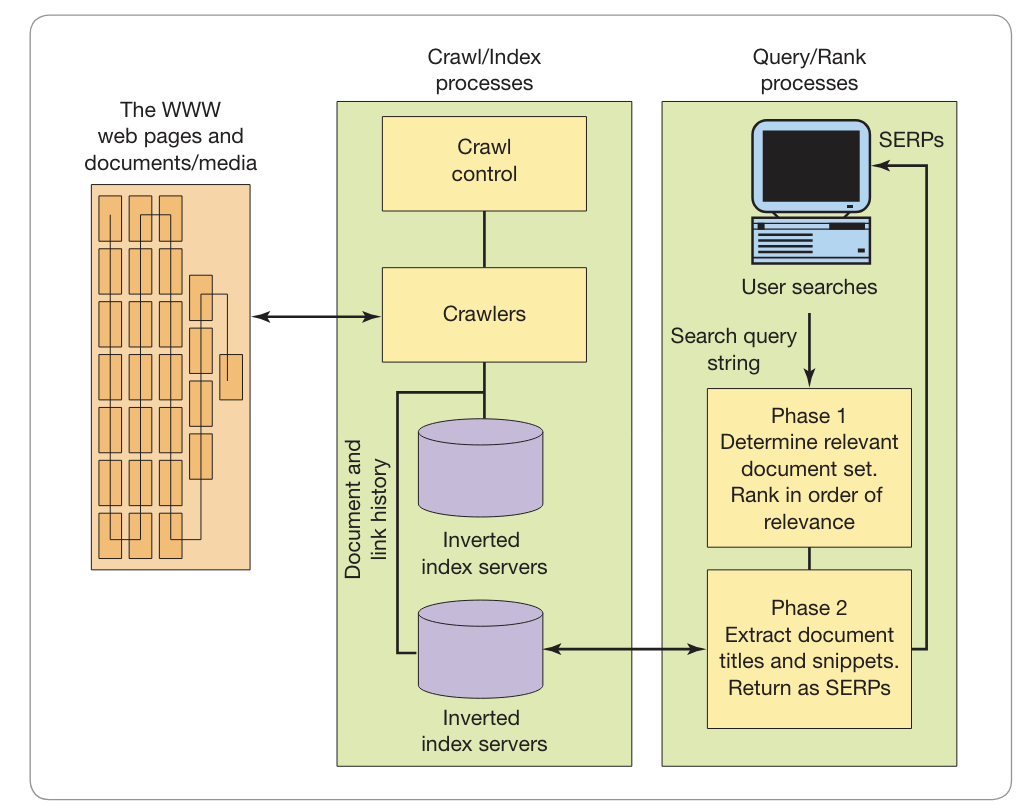 The WWW
web pages and
documents/media
Crawl/Index
processes
Crawl
control
Crawlers
Document and
link history
Inverted
index servers
Inverted
index servers
Query/Rank
processes
SERPs
User searches
Search query
string
Phase 1
Determine relevant
document set.
Rank in order of
relevance
Phase 2
Extract document
titles and snippets.
Return as SERPs